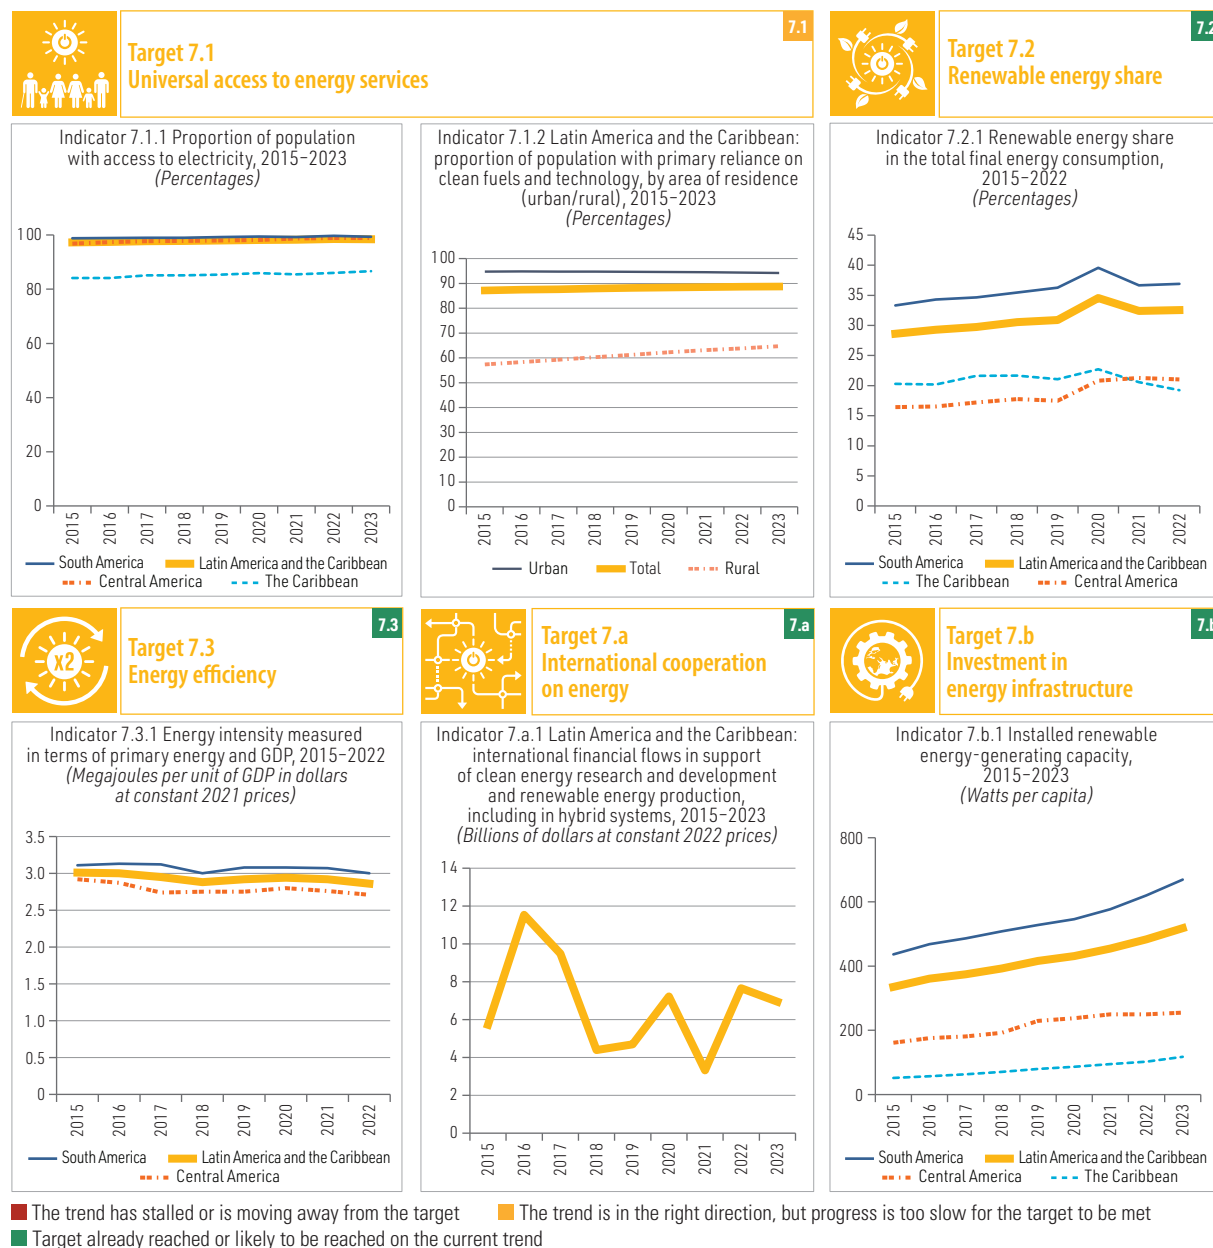 7.1
Target 7.1
Universal access to energy services
7.2
Target 7.2
Renewable energy share
Indicator 7.1.1 Proportion of population
with access to electricity, 2015–2023
(Percentages)
100
80
60
40
20
0
2015
2016
2017
2018
2019
2020
2021
2022
2023
South America
Latin America and the Caribbean
Central America
The Caribbean
Indicator 7.1.2 Latin America and the Caribbean:
proportion of population with primary reliance on
clean fuels and technology, by area of residence
(urban/rural), 2015–2023
(Percentages)
100
90
80
70
60
50
40
30
20
10
0
2015
2016
2017
2018
2019
2020
2021
2022
2023
Urban
Total
Rural
Indicator 7.2.1 Renewable energy share
in the total final energy consumption,
2015–2022
(Percentages)
45
40
35
30
25
20
15
10
5
0
2015
2016
2017
2018
2019
2020
2021
2022
South America
Latin America and the Caribbean
The Caribbean
Central America
x2
7.3
Target 7.3
Energy efficiency
7.a
Target 7.a
International cooperation
on energy
7.b
Target 7.b
Investment in
energy infrastructure
Indicator 7.3.1 Energy intensity measured
in terms of primary energy and GDP, 2015–2022
(Megajoules per unit of GDP in dollars
at constant 2021 prices)
3.5
3.0
2.5
2.0
1.5
1.0
0.5
0
2015
2016
2017
2018
2019
2020
2021
2022
South America
Latin America and the Caribbean
Central America
Indicator 7.a.1 Latin America and the Caribbean:
international financial flows in support
of clean energy research and development
and renewable energy production,
including in hybrid systems, 2015–2023
(Billions of dollars at constant 2022 prices)
14
12
10
8
6
4
2
0
2015
2016
2017
2018
2019
2020
2021
2022
2023
Indicator 7.b.1 Installed renewable
energy-generating capacity,
2015–2023
(Watts per capita)
800
600
400
200
0
2015
2016
2017
2018
2019
2020
2021
2022
2023
South America
Latin America and the Caribbean
Central America
The Caribbean
The trend has stalled or is moving away from the target
The trend is in the right direction, but progress is too slow for the target to be met
Target already reached or likely to be reached on the current trend